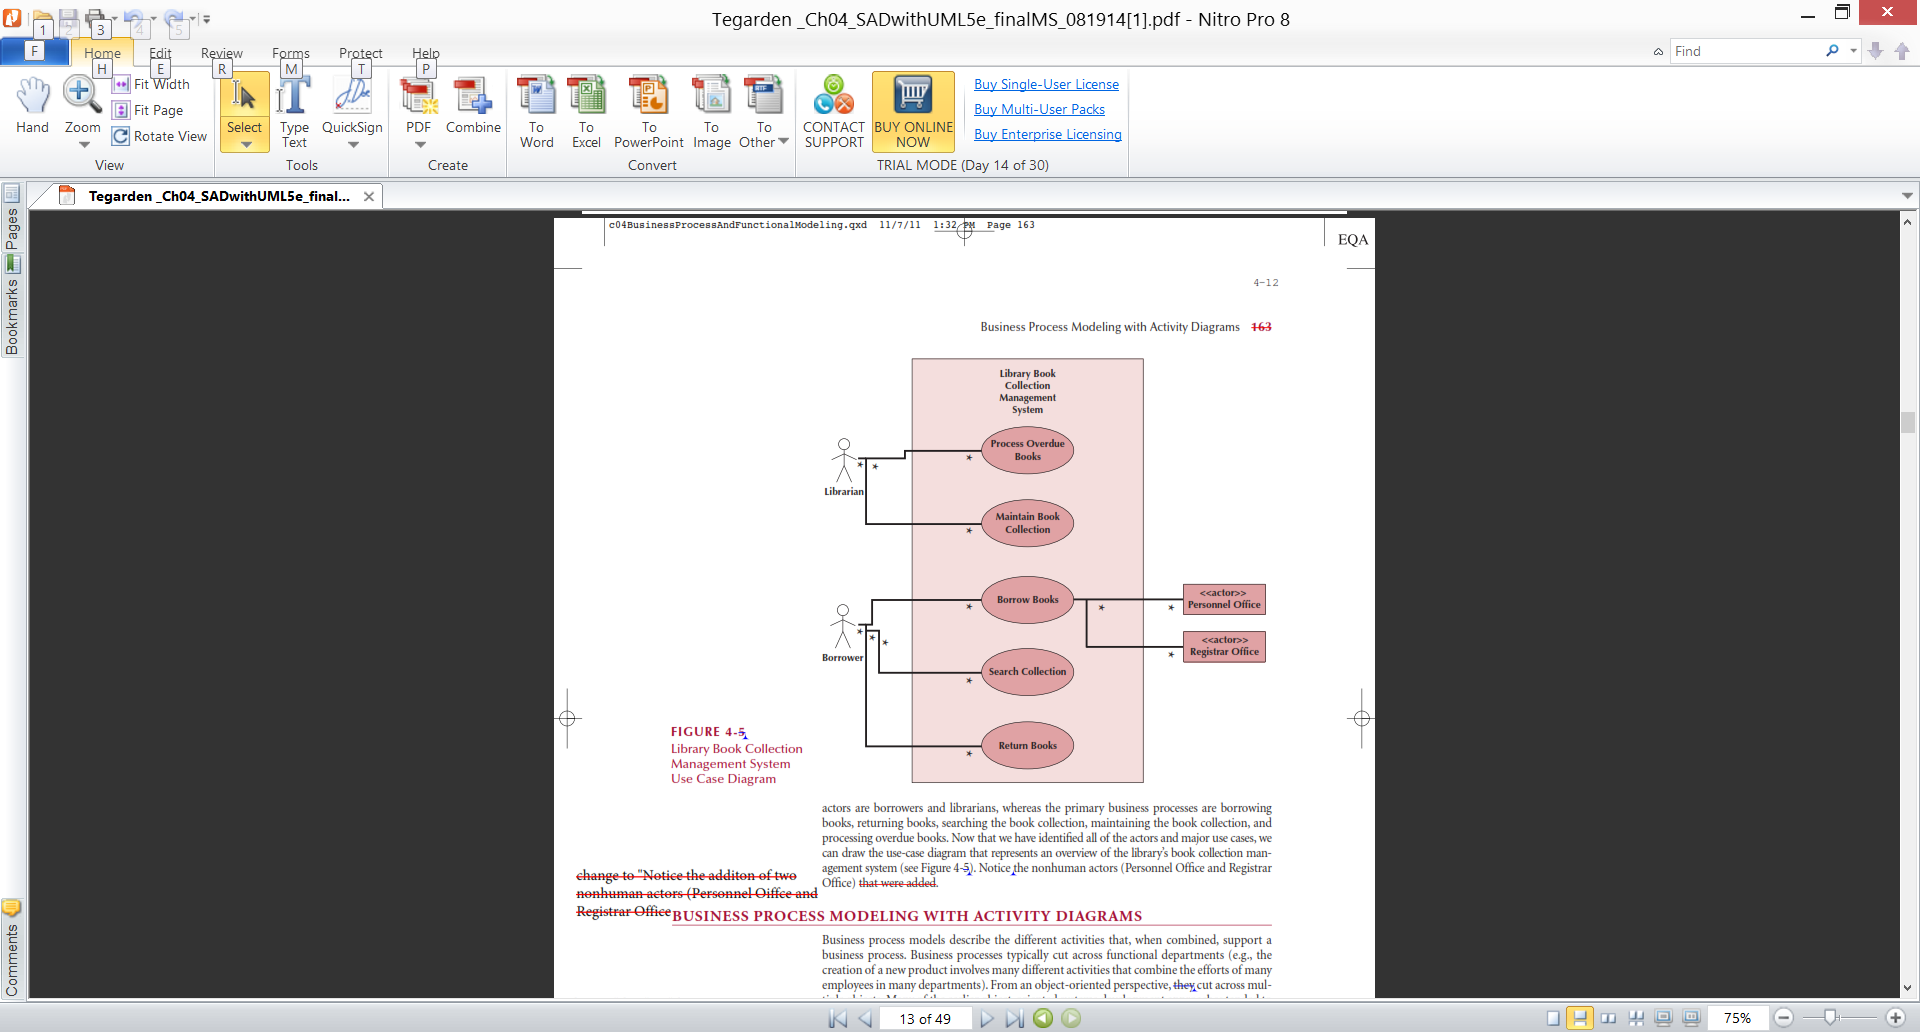 Tegarden _Ch04_SADwithUML5e_finalMS_081914[1].pdf - Nitro Pro 8
1 2 3 4 5
F
Home Edit Review Forms Protect Help
Find
H E R M T P
Hand
Zoom
Fit Width
Fit Page
Rotate View
View
Select
Type
Text
QuickSign
Tools
PDF
Combine
Create
To
Word
To
Excel
To
PowerPoint
To
Image
To
Other
Convert
CONTACT
SUPPORT
BUY ONLINE
NOW
Buy Single-User License
Buy Multi-User Packs
Buy Enterprise Licensing
TRIAL MODE (Day 14 of 30)
Tegarden _Ch04_SADwithUML5e_final...
Pages
Bookmarks
Comments
c04BusinessProcessAndFunctionalModeling.qxd 11/7/11 1:32 PM Page 163
EQA
4-12
Business Process Modeling with Activity Diagrams 163
Library Book
Collection
Management
System
Process Overdue
Books
* * *
Librarian
Maintain Book
Collection
*
Borrow Books
* * *
<<actor>>
Personnel Office
<<actor>>
Registrar Office
*
* * *
Borrower
Search Collection
*
Return Books
*
FIGURE 4-5
Library Book Collection
Management System
Use Case Diagram
actors are borrowers and librarians, whereas the primary business processes are borrowing
books, returning books, searching the book collection, maintaining the book collection, and
processing overdue books. Now that we have identified all of the actors and major use cases, we
can draw the use-case diagram that represents an overview of the library's book collection man-
agement system (see Figure 4-5). Notice the nonhuman actors (Personnel Office and Registrar
Office) that were added.
change to "Notice the additon of two
nonhuman actors (Personnel Oiffce and
Registrar Office
BUSINESS PROCESS MODELING WITH ACTIVITY DIAGRAMS
Business process models describe the different activities that, when combined, support a
business process. Business processes typically cut across functional departments (e.g., the
creation of a new product involves many different activities that combine the efforts of many
employees in many departments). From an object-oriented perspective, they cut across mul-
13 of 49
75%